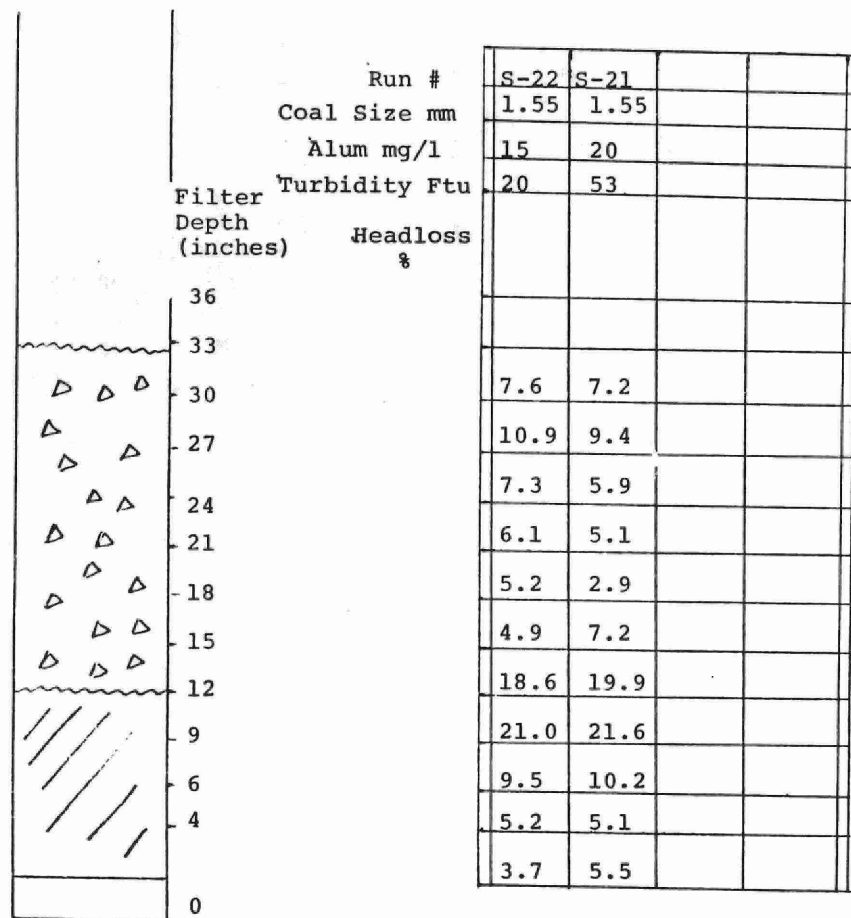 Run # S-22 S-21
Coal Size mm 1.55 1.55
Alum mg/l 15 20
Turbidity Ftu 20 53
Filter
Depth
(inches)
Headloss
%
36
33
30 7.6 7.2
27 10.9 9.4
24 7.3 5.9
21 6.1 5.1
18 5.2 2.9
15 4.9 7.2
12 18.6 19.9
9 21.0 21.6
6 9.5 10.2
4 5.2 5.1
0 3.7 5.5